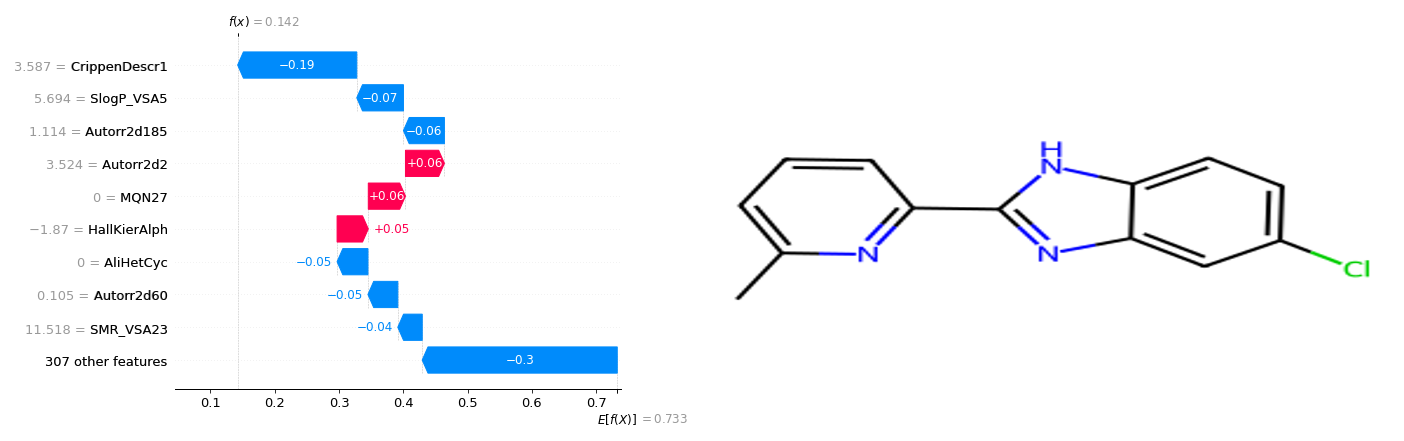 f(x) = 0.142
3.587 = CrippenDescr1
−0.19
5.694 = SlogP_VSA5
−0.07
1.114 = Autorr2d185
−0.06
3.524 = Autorr2d2
+0.06
0 = MQN27
+0.06
−1.87 = HallKierAlph
+0.05
0 = AliHetCyc
−0.05
0.105 = Autorr2d60
−0.05
11.518 = SMR_VSA23
−0.04
307 other features
−0.3
0.1 0.2 0.3 0.4 0.5 0.6 0.7
E[f(X)] = 0.733
H
N
N
N
Cl